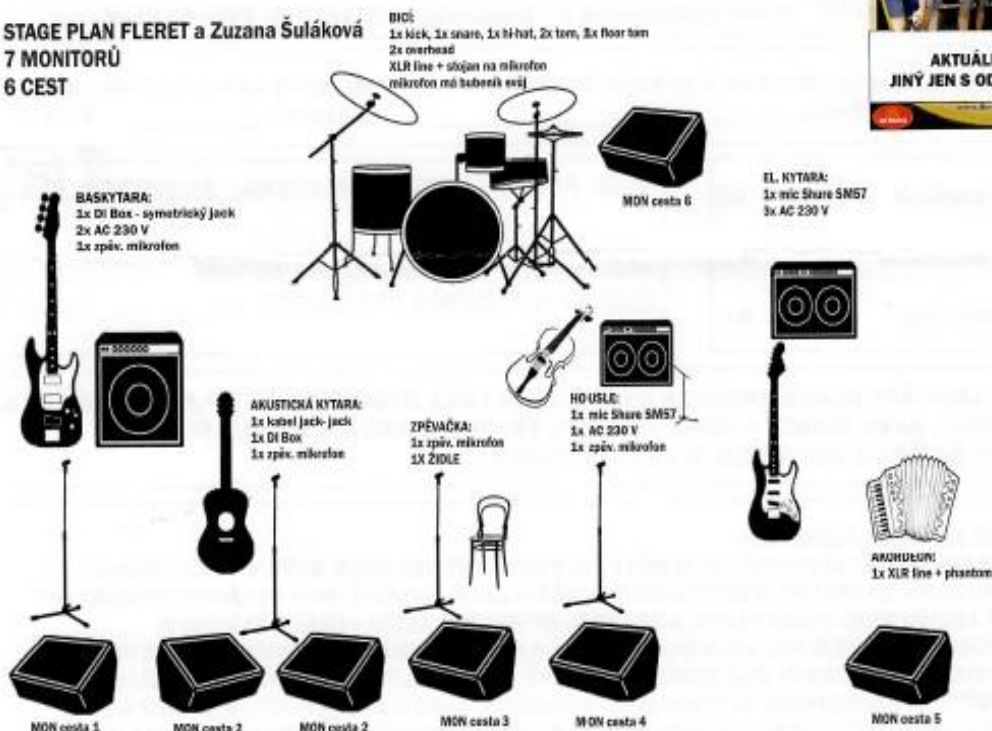 STAGE PLAN FLERET a Zuzana Šuláková
7 MONITORŮ
6 CEST
BICÍ:
1x kick, 1x snare, 1x hi-hat, 2x tom, 1x floor tom
2x overhead
XLR line + stojan na mikrofon
mikrofon má bubeník svůj
AKTUÁL
JINÝ JEN S OD
MON cesta 6
EL. KYTARA:
1x mic Shure SM57
3x AC 230 V
BASKYTARA:
1x DI Box - symetrický jack
2x AC 230 V
1x zpěv. mikrofon
AKUSTICKÁ KYTARA:
1x kabel jack- jack
1x DI Box
1x zpěv. mikrofon
ZPĚVAČKA:
1x zpěv. mikrofon
1X ŽIDLE
HOUSLE:
1x mic Shure SM57
1x AC 230 V
1x zpěv. mikrofon
AKORDEON:
1x XLR line + phantom
MON cesta 1
MON cesta 2
MON cesta 2
MON cesta 3
MON cesta 4
MON cesta 5